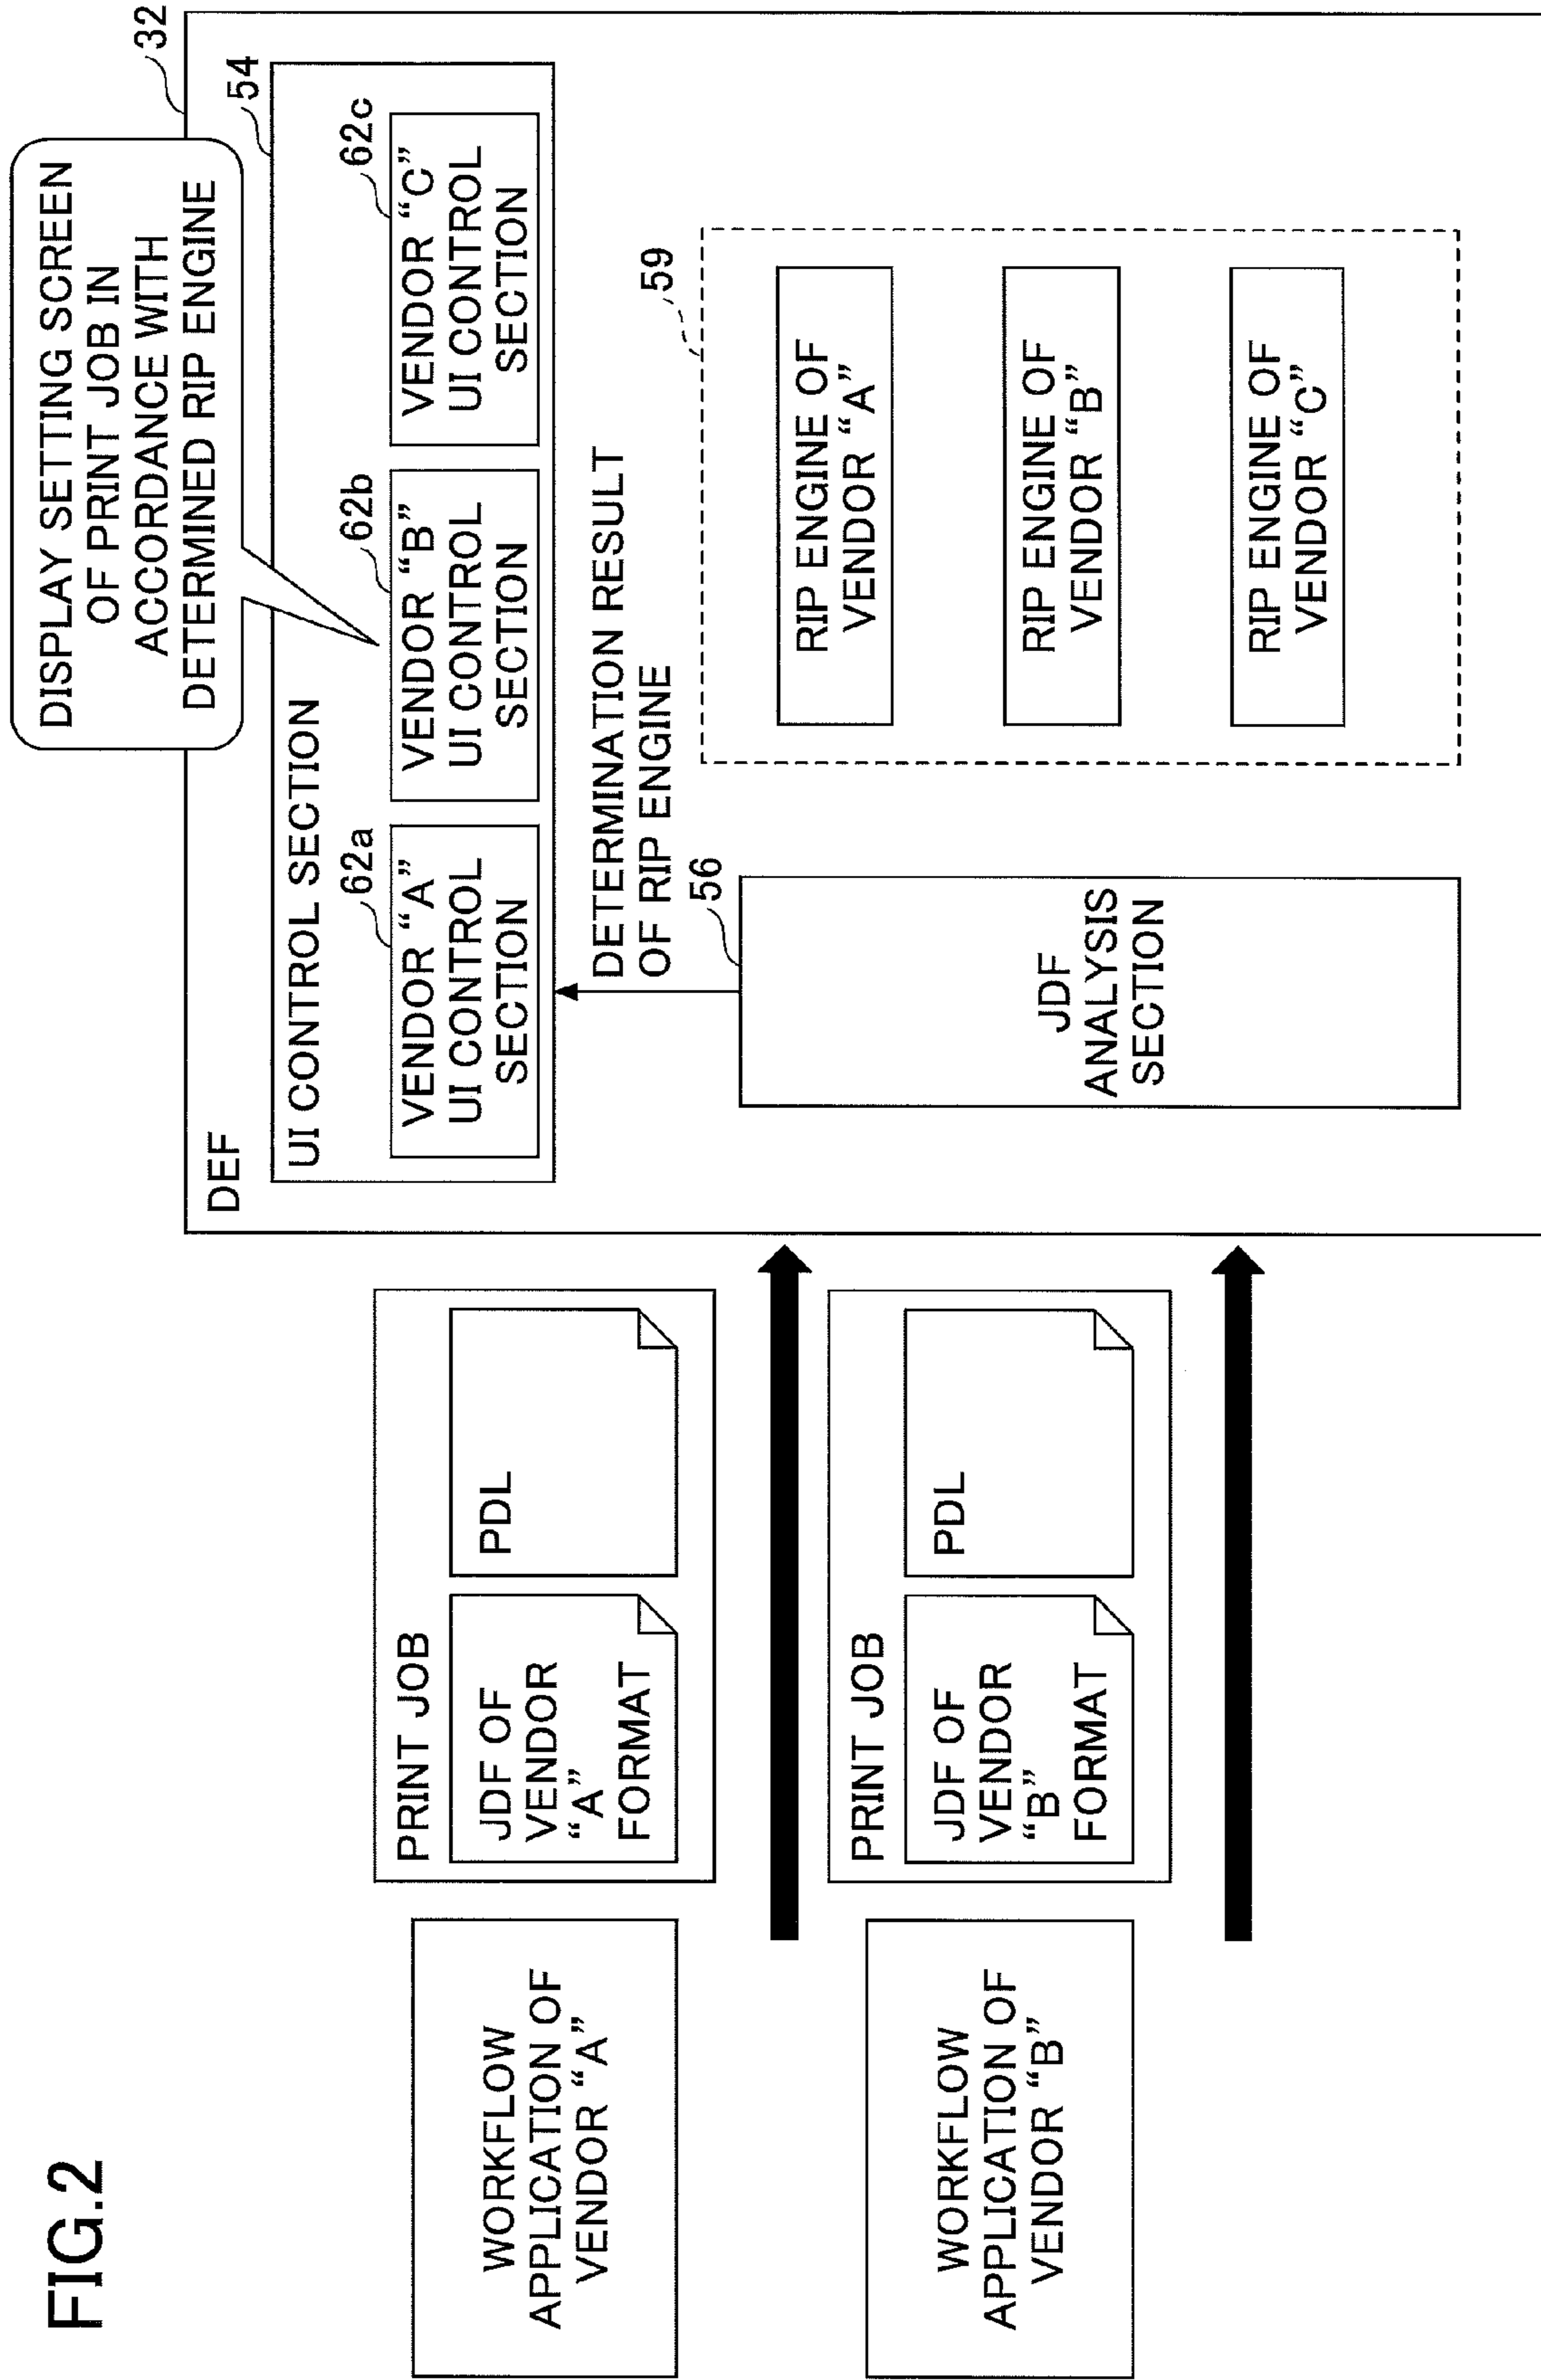 FIG.2
WORKFLOW
APPLICATION OF
VENDOR “A”
PRINT JOB
JDF OF
VENDOR
“A”
FORMAT
PDL
WORKFLOW
APPLICATION OF
VENDOR “B”
PRINT JOB
JDF OF
VENDOR
“B”
FORMAT
PDL
DISPLAY SETTING SCREEN
OF PRINT JOB IN
ACCORDANCE WITH
DETERMINED RIP ENGINE
32
DEF
54
UI CONTROL SECTION
62a
VENDOR “A”
UI CONTROL
SECTION
62b
VENDOR “B”
UI CONTROL
SECTION
62c
VENDOR “C”
UI CONTROL
SECTION
DETERMINATION RESULT
OF RIP ENGINE
56
JDF
ANALYSIS
SECTION
59
RIP ENGINE OF
VENDOR “A”
RIP ENGINE OF
VENDOR “B”
RIP ENGINE OF
VENDOR “C”